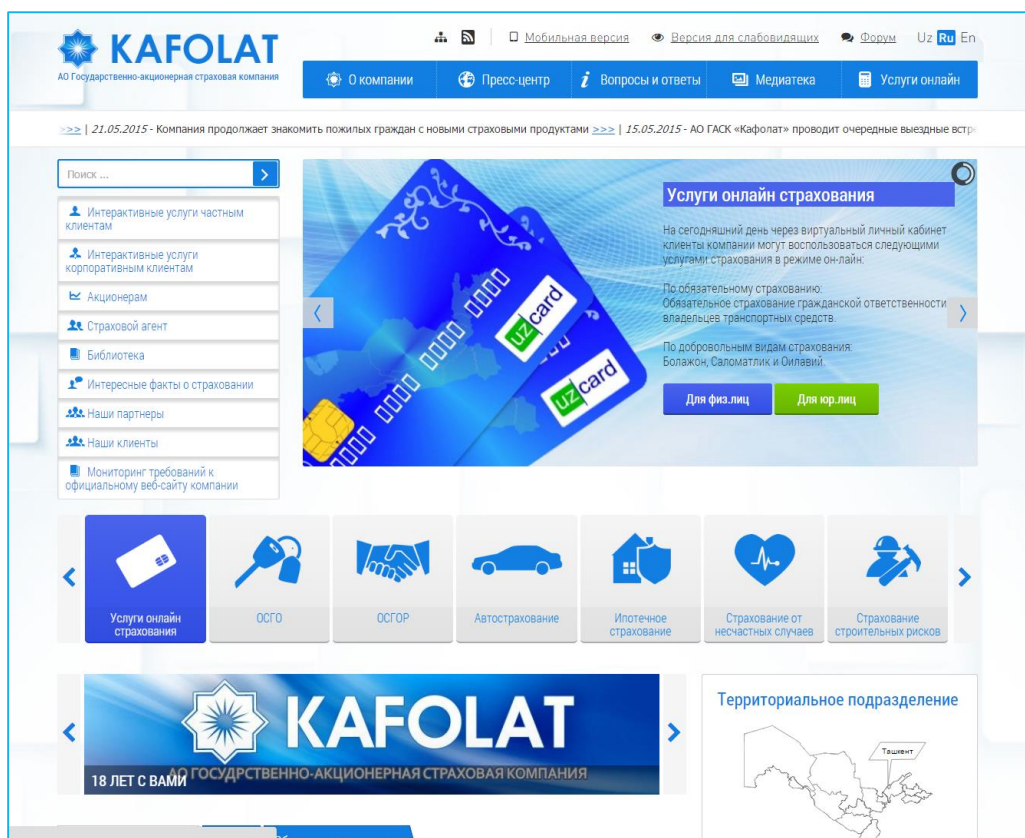 KAFOLAT
АО Государственно-акционерная страховая компания
Мобильная версия Версия для слабовидящих Форум Uz Ru En
О компании Пресс-центр Вопросы и ответы Медиатека Услуги онлайн
>>> | 21.05.2015 - Компания продолжает знакомить пожилых граждан с новыми страховыми продуктами >>> | 15.05.2015 - АО ГАСК «Кафолат» проводит очередные выездные встр
Поиск ...
Интерактивные услуги частным
клиентам
Интерактивные услуги
корпоративным клиентам
Акционерам
Страховой агент
Библиотека
Интересные факты о страховании
Наши партнеры
Наши клиенты
Мониторинг требований к
официальному веб-сайту компании
uzcard
uzcard
Услуги онлайн страхования
На сегодняшний день через виртуальный личный кабинет
клиенты компании могут воспользоваться следующими
услугами страхования в режиме он-лайн:
По обязательному страхованию:
Обязательное страхование гражданской ответственности
владельцев транспортных средств.
По добровольным видам страхования:
Болажон, Саломатлик и Оилавий.
Для физ.лиц Для юр.лиц
Услуги онлайн
страхования
ОСГО
ОСГОР
Автострахование
Ипотечное
страхование
Страхование от
несчастных случаев
Страхование
строительных рисков
KAFOLAT
АО ГОСУДРСТВЕННО-АКЦИОНЕРНАЯ СТРАХОВАЯ КОМПАНИЯ
18 ЛЕТ С ВАМИ
Территориальное подразделение
Ташкент